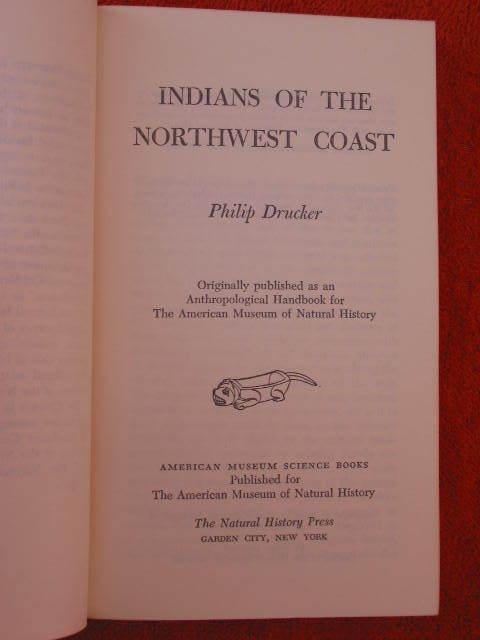 INDIANS OF THE
NORTHWEST COAST
Philip Drucker
Originally published as an
Anthropological Handbook for
The American Museum of Natural History
AMERICAN MUSEUM SCIENCE BOOKS
Published for
The American Museum of Natural History
The Natural History Press
GARDEN CITY, NEW YORK